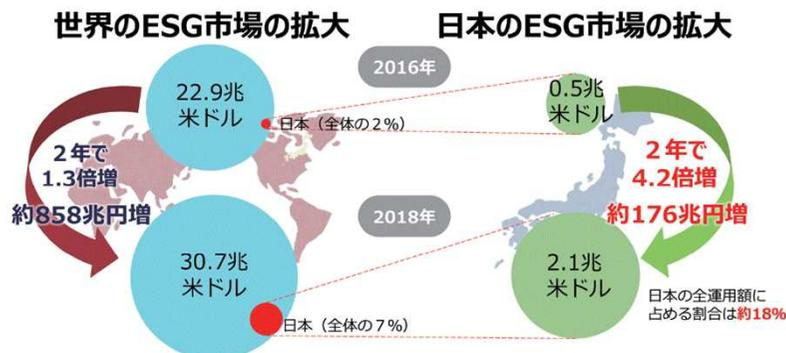 世界のESG市場の拡大
日本のESG市場の拡大
2016年
22.9兆
米ドル
日本（全体の２%）
0.5兆
米ドル
２年で
1.3倍増
約858兆円増
２年で
4.2倍増
約176兆円増
2018年
30.7兆
米ドル
日本（全体の７%）
2.1兆
米ドル
日本の全運用額に
占める割合は約18%